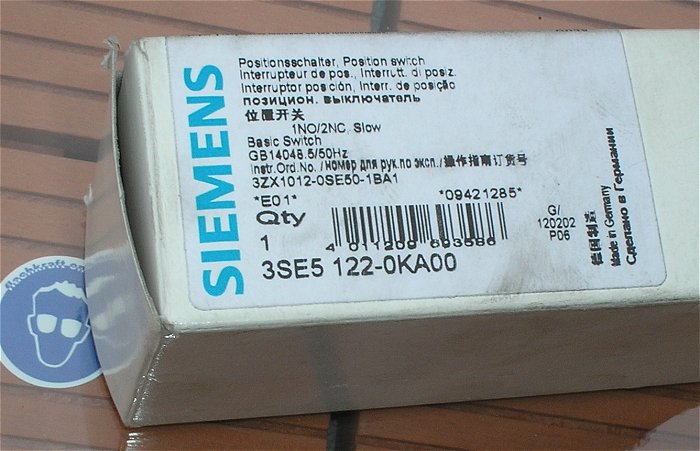 SIEMENS
Positionsschalter, Position switch
Interrupteur de pos., Interrutt. di posiz.
Interruptor posición, Interr. de posição
позицион. выключатель
位置开关
1NO/2NC, Slow
Basic Switch
GB14048.5/50Hz
Instr.Ord.No. /номер для рук.по эксп./操作指南订货号
3ZX1012-0SE50-1BA1
*E01* *09421285*
Qty
1
4 011209 693586
3SE5 122-0KA00
G/
120202
P06
德国制造
Made in Germany
Сделано в Германии
flachkraft